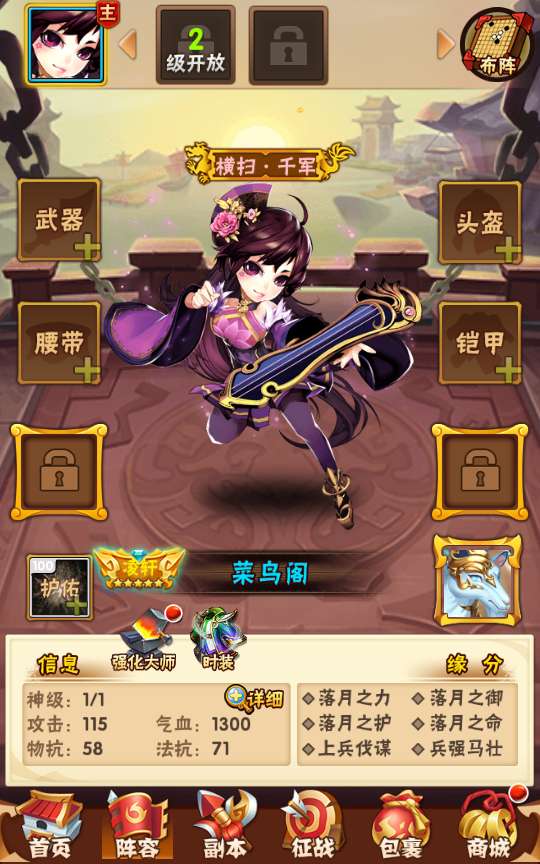 主
2
级开放
布阵
横扫·千军
武器
头盔
腰带
铠甲
100
护佑
凌轩
菜鸟阁
强化大师
时装
信息
缘分
神级：1/1
详细
攻击：115
气血：1300
物抗：58
法抗：71
落月之力
落月之御
落月之护
落月之命
上兵伐谋
兵强马壮
首页
阵容
副本
征战
包裹
商城